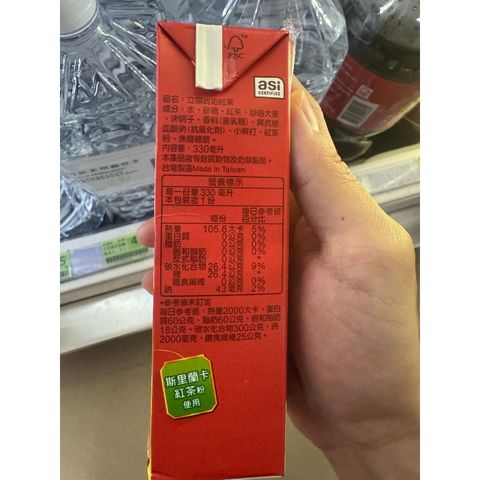 FSC™
asi
CERTIFIED
品名：立頓琥珀紅茶
成分：水、砂糖、紅茶、珍焙大麥
、決明子、香料(含乳糖)、異抗壞
血酸鈉(抗氧化劑)、小蘇打、紅茶
粉、焦糖糖漿。
內容量：330毫升
本產品含有麩質穀物及奶類製品。
台灣製造Made in Taiwan
營養標示
每一份量330 毫升
本包裝含 1份
每份 每日參考值百分比
熱量 105.6大卡 5%
蛋白質 0公克 0%
脂肪 0公克 0%
飽和脂肪 0公克 0%
反式脂肪 0公克 *
碳水化合物 26.4公克 9%
糖 26.4公克 *
膳食纖維 0公克 0%
鈉 43毫克 2%
*參考值未訂定
每日參考值：熱量2000大卡、蛋白
質60公克、脂肪60公克、飽和脂肪
18公克、碳水化合物300公克、鈉
2000毫克、膳食纖維25公克。
斯里蘭卡
紅茶粉
使用